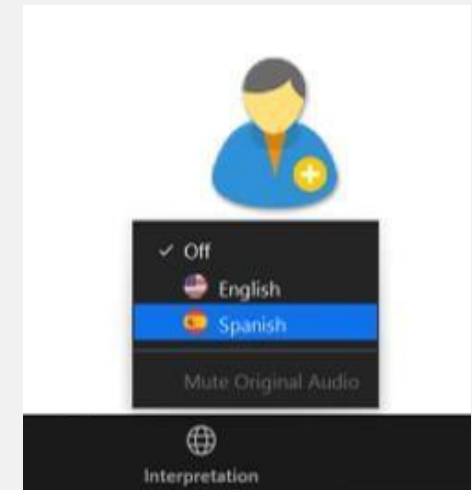 Off
English
Spanish
Mute Original Audio
Interpretation